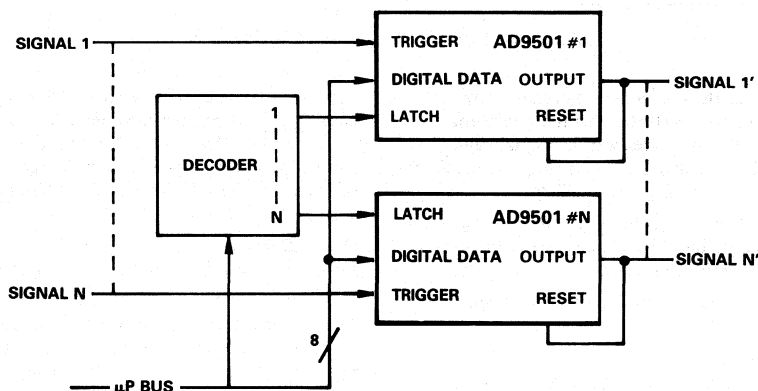 SIGNAL 1
TRIGGER AD9501 #1
DIGITAL DATA OUTPUT
SIGNAL 1'
LATCH
RESET
1
DECODER
N
LATCH AD9501 #N
DIGITAL DATA OUTPUT
SIGNAL N'
SIGNAL N
TRIGGER
RESET
8
μP BUS